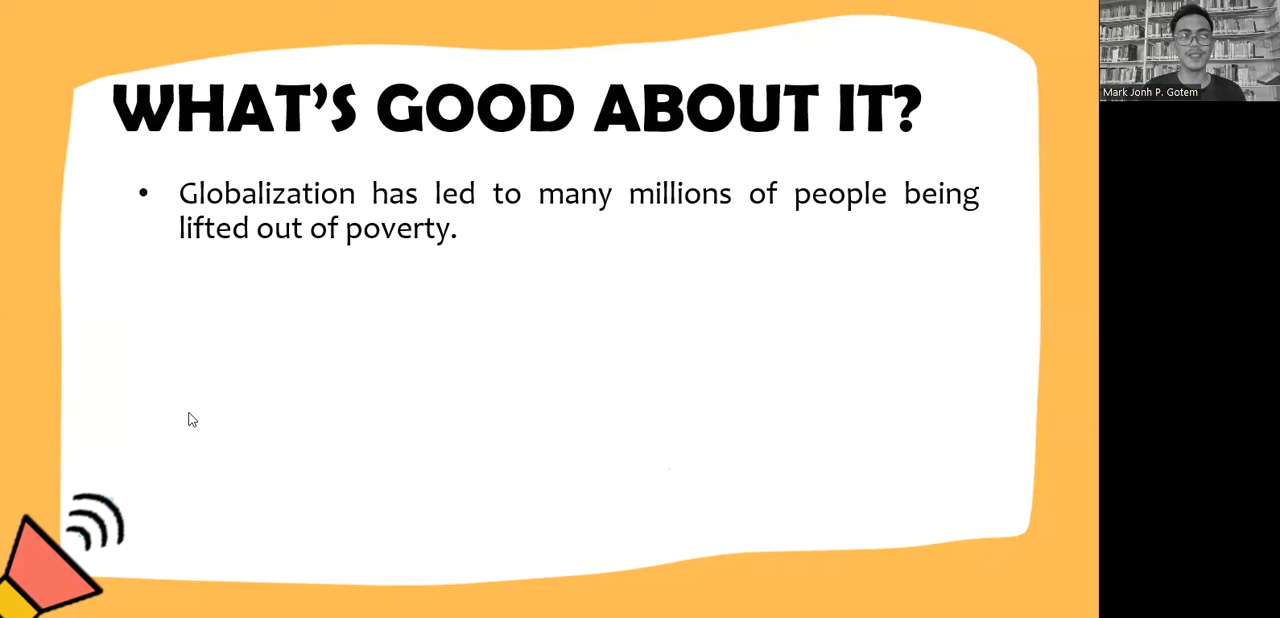 WHAT’S GOOD ABOUT IT?
• Globalization has led to many millions of people being
lifted out of poverty.
Mark Jonh P. Gotem